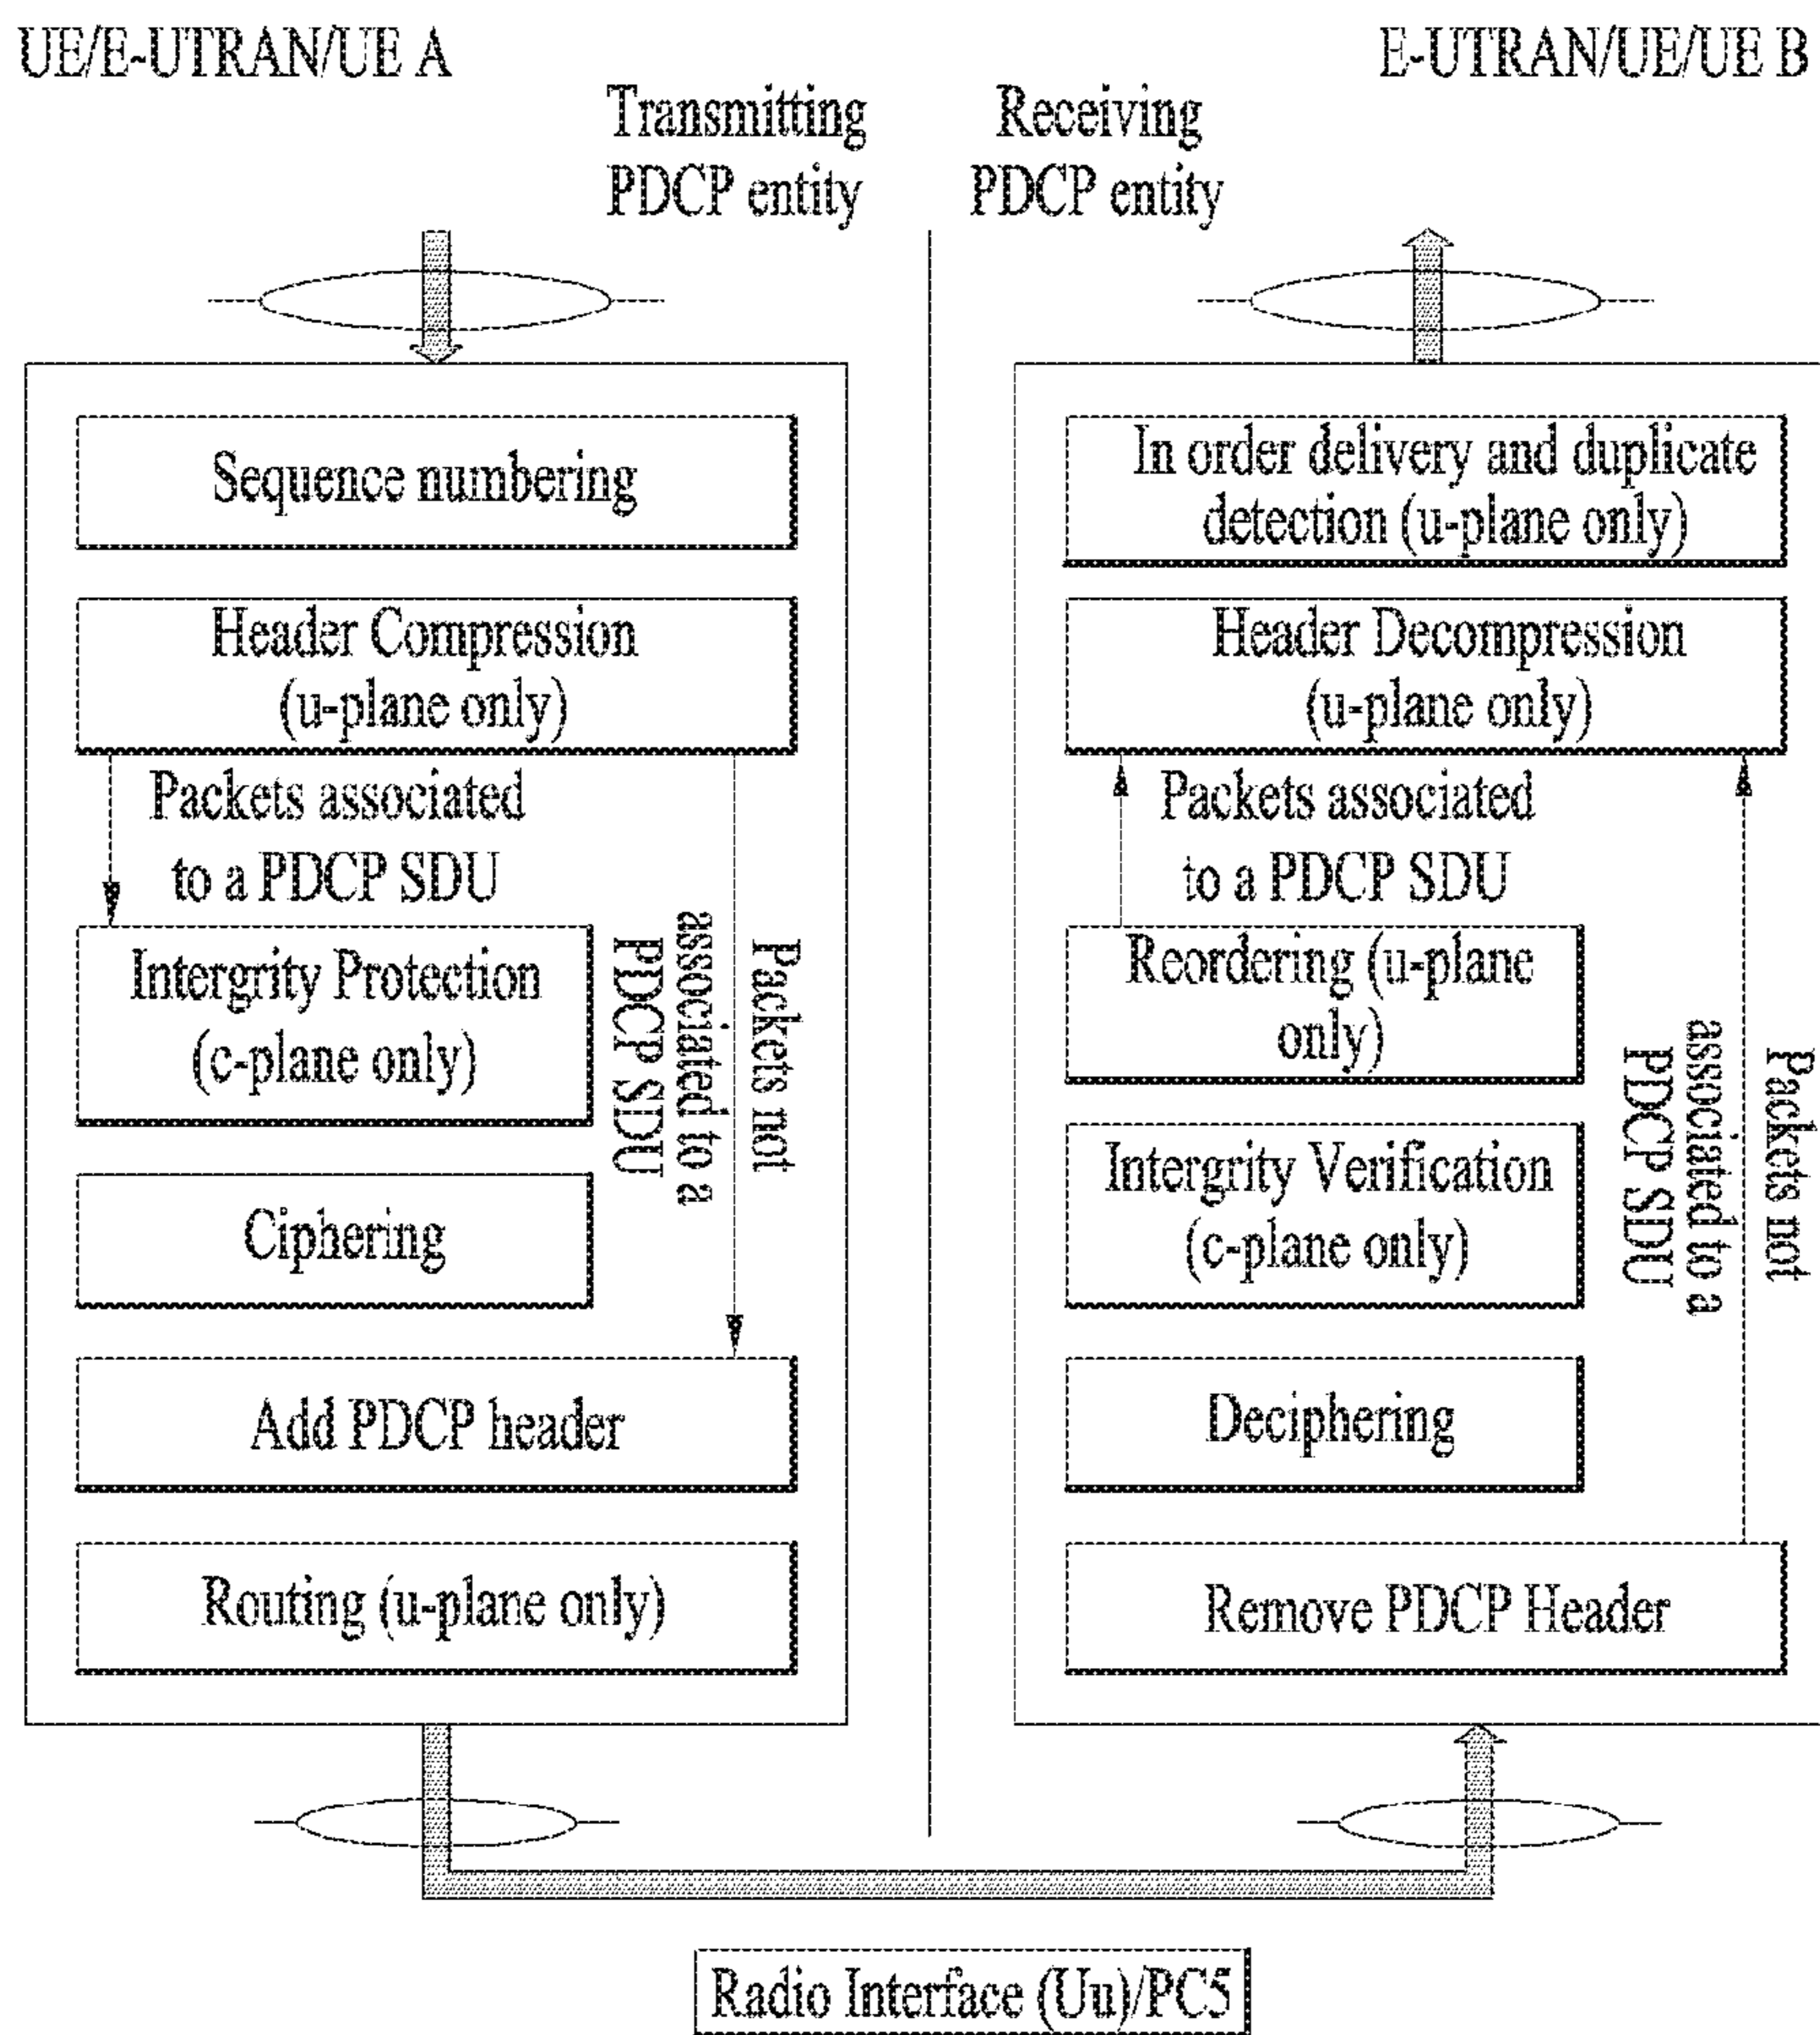 UE/E-UTRAN/UE A
E-UTRAN/UE/UE B
Transmitting
PDCP entity
Receiving
PDCP entity
Sequence numbering
Header Compression
(u-plane only)
Packets associated
to a PDCP SDU
Packets not
associated to a
PDCP SDU
Intergrity Protection
(c-plane only)
Ciphering
Add PDCP header
Routing (u-plane only)
In order delivery and duplicate
detection (u-plane only)
Header Decompression
(u-plane only)
Packets associated
to a PDCP SDU
Reordering (u-plane
only)
Packets not
associated to a
PDCP SDU
Intergrity Verification
(c-plane only)
Deciphering
Remove PDCP Header
Radio Interface (Uu)/PC5